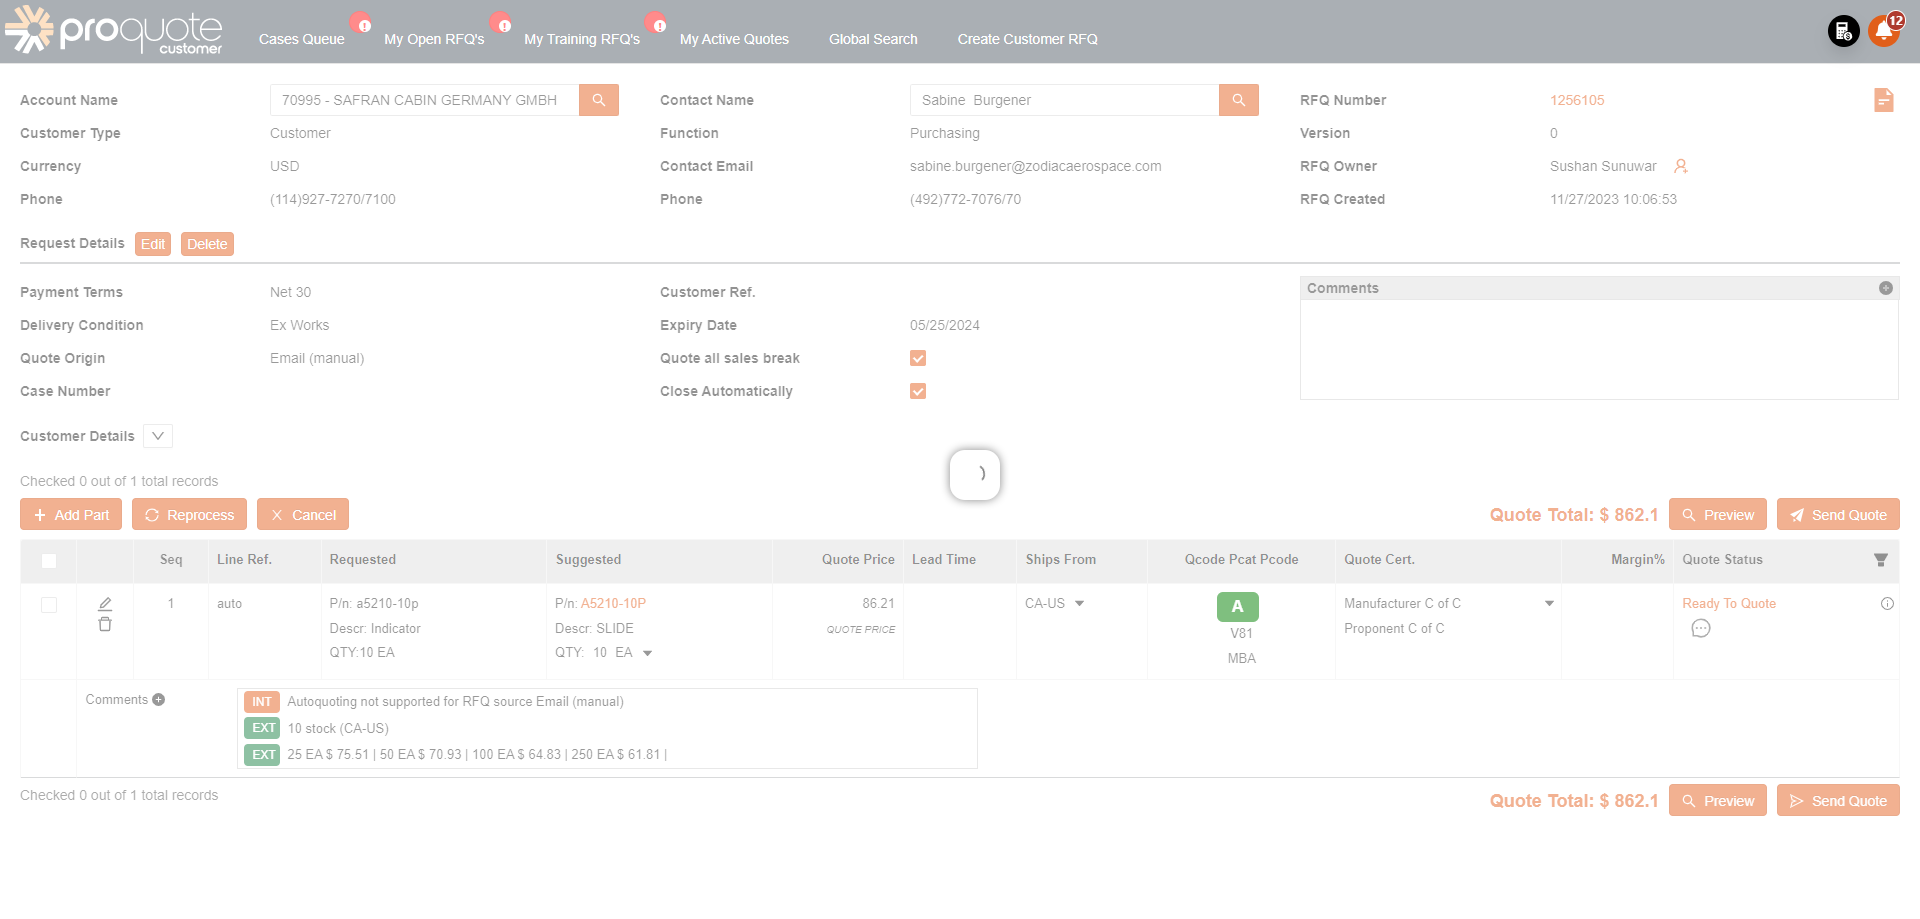 proquote
customer
Cases Queue
My Open RFQ's
My Training RFQ's
My Active Quotes
Global Search
Create Customer RFQ
12
Account Name 70995 - SAFRAN CABIN GERMANY GMBH Contact Name Sabine  Burgener RFQ Number 1256105
Customer Type Customer Function Purchasing Version 0
Currency USD Contact Email sabine.burgener@zodiacaerospace.com RFQ Owner Sushan Sunuwar
Phone (114)927-7270/7100 Phone (492)772-7076/70 RFQ Created 11/27/2023 10:06:53
Request Details Edit Delete
Payment Terms Net 30 Customer Ref. Comments
Delivery Condition Ex Works Expiry Date 05/25/2024
Quote Origin Email (manual) Quote all sales break
Case Number Close Automatically
Customer Details
Checked 0 out of 1 total records
Add Part Reprocess Cancel Quote Total: $ 862.1 Preview Send Quote
Seq Line Ref. Requested Suggested Quote Price Lead Time Ships From Qcode Pcat Pcode Quote Cert. Margin% Quote Status
1 auto P/n: a5210-10p P/n: A5210-10P 86.21 CA-US A Manufacturer C of C Ready To Quote
Descr: Indicator Descr: SLIDE QUOTE PRICE V81 Proponent C of C
QTY:10 EA QTY: 10 EA MBA
Comments INT Autoquoting not supported for RFQ source Email (manual)
EXT 10 stock (CA-US)
EXT 25 EA $ 75.51 | 50 EA $ 70.93 | 100 EA $ 64.83 | 250 EA $ 61.81 |
Checked 0 out of 1 total records Quote Total: $ 862.1 Preview Send Quote